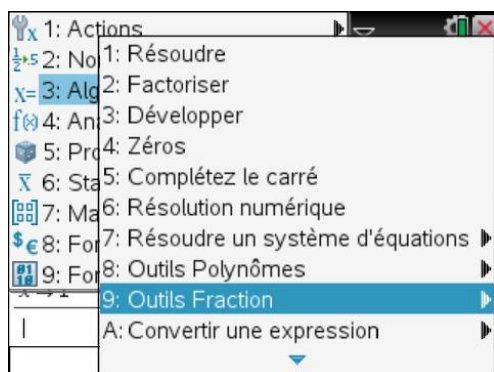 1: Actions
2: No
3: Alg
4: An
5: Pro
6: Sta
7: Ma
8: For
9: For
1: Résoudre
2: Factoriser
3: Développer
4: Zéros
5: Complétez le carré
6: Résolution numérique
7: Résoudre un système d'équations
8: Outils Polynômes
9: Outils Fraction
A: Convertir une expression